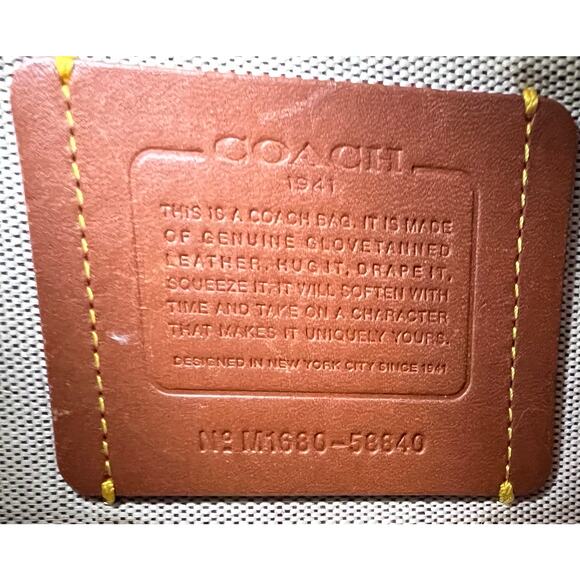 COACH
1941
THIS IS A COACH BAG. IT IS MADE
OF GENUINE GLOVETANNED
LEATHER, HUG IT, DRAPE IT,
SQUEEZE IT. IT WILL SOFTEN WITH
TIME AND TAKE ON A CHARACTER
THAT MAKES IT UNIQUELY YOURS.
DESIGNED IN NEW YORK CITY SINCE 1941
Nº M1680-58840